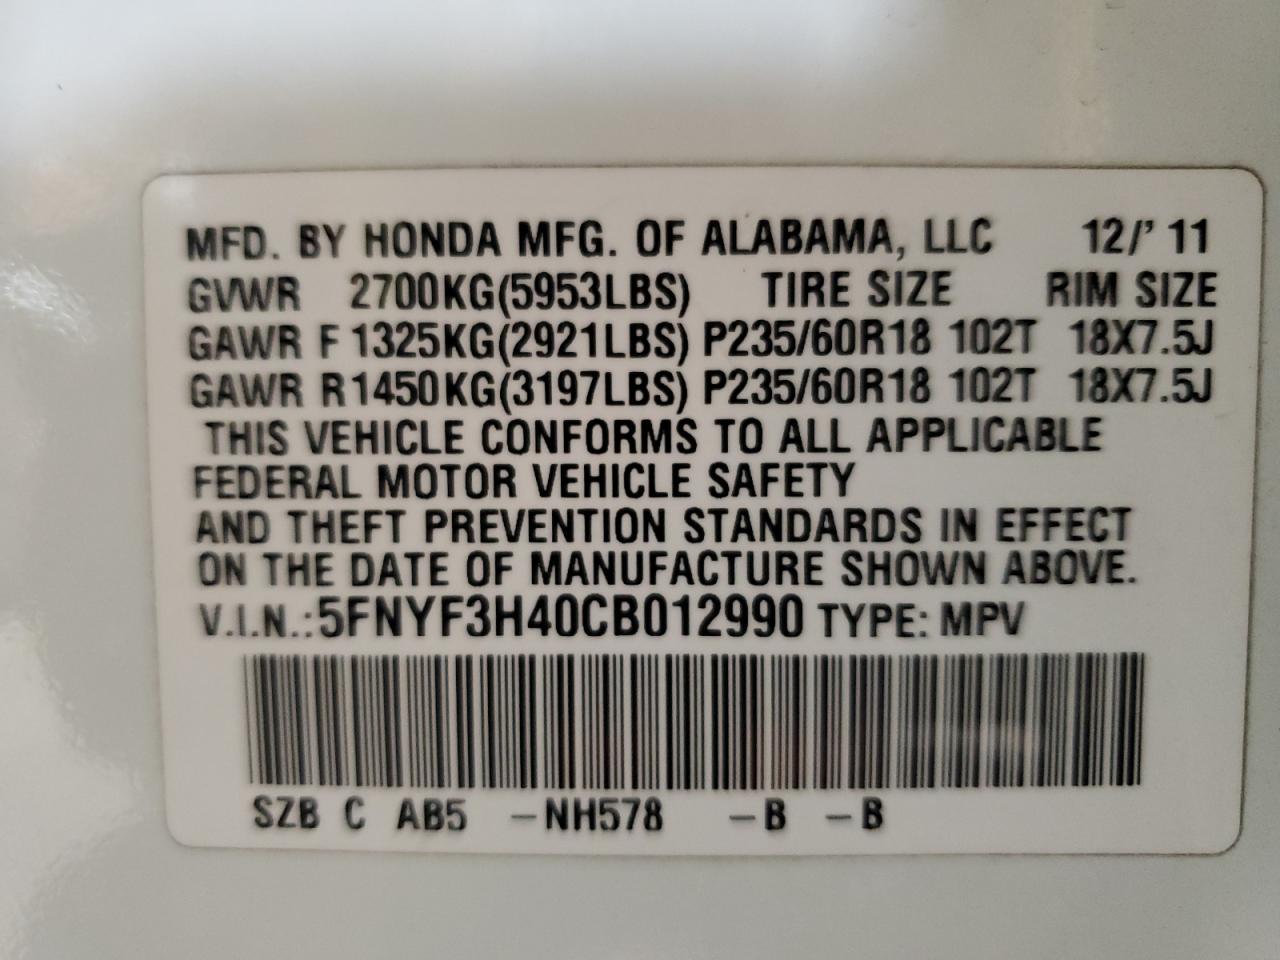 MFD. BY HONDA MFG. OF ALABAMA, LLC 12/' 11
GVWR 2700KG(5953LBS) TIRE SIZE RIM SIZE
GAWR F 1325KG(2921LBS) P235/60R18 102T 18X7.5J
GAWR R 1450KG(3197LBS) P235/60R18 102T 18X7.5J
THIS VEHICLE CONFORMS TO ALL APPLICABLE
FEDERAL MOTOR VEHICLE SAFETY
AND THEFT PREVENTION STANDARDS IN EFFECT
ON THE DATE OF MANUFACTURE SHOWN ABOVE.
V.I.N.:5FNYF3H40CB012990 TYPE: MPV
SZB C AB5 –NH578 –B –B